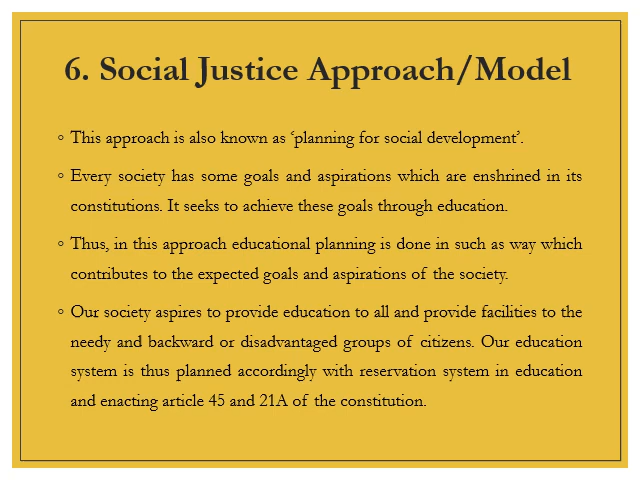 6. Social Justice Approach/Model
◦ This approach is also known as ‘planning for social development’.
◦ Every society has some goals and aspirations which are enshrined in its
constitutions. It seeks to achieve these goals through education.
◦ Thus, in this approach educational planning is done in such as way which
contributes to the expected goals and aspirations of the society.
◦ Our society aspires to provide education to all and provide facilities to the
needy and backward or disadvantaged groups of citizens. Our education
system is thus planned accordingly with reservation system in education
and enacting article 45 and 21A of the constitution.